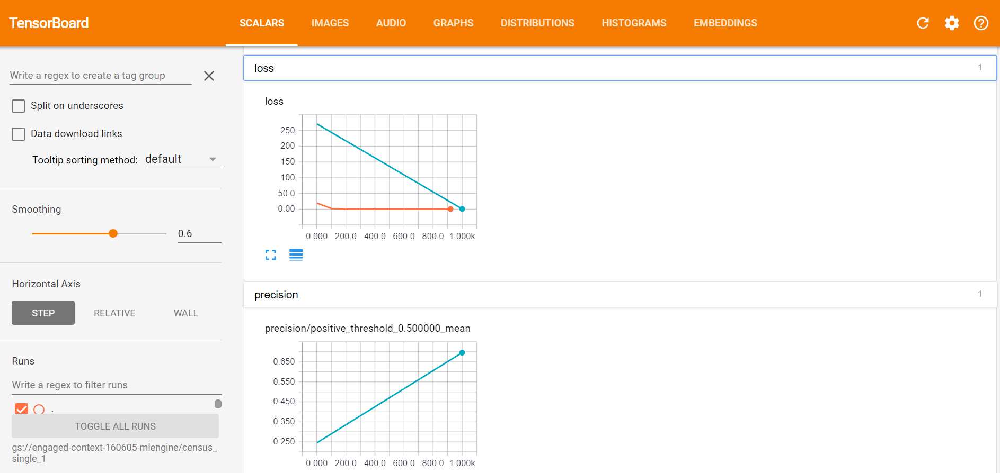 TensorBoard
SCALARS IMAGES AUDIO GRAPHS DISTRIBUTIONS HISTOGRAMS EMBEDDINGS
Write a regex to create a tag group
Split on underscores
Data download links
Tooltip sorting method: default
Smoothing
0.6
Horizontal Axis
STEP RELATIVE WALL
Runs
Write a regex to filter runs
.
TOGGLE ALL RUNS
gs://engaged-context-160605-mlengine/census_
single_1
loss 1
loss
250
200
150
100
50.0
0.00
0.000 200.0 400.0 600.0 800.0 1.000k
precision 1
precision/positive_threshold_0.500000_mean
0.650
0.550
0.450
0.350
0.250
0.000 200.0 400.0 600.0 800.0 1.000k